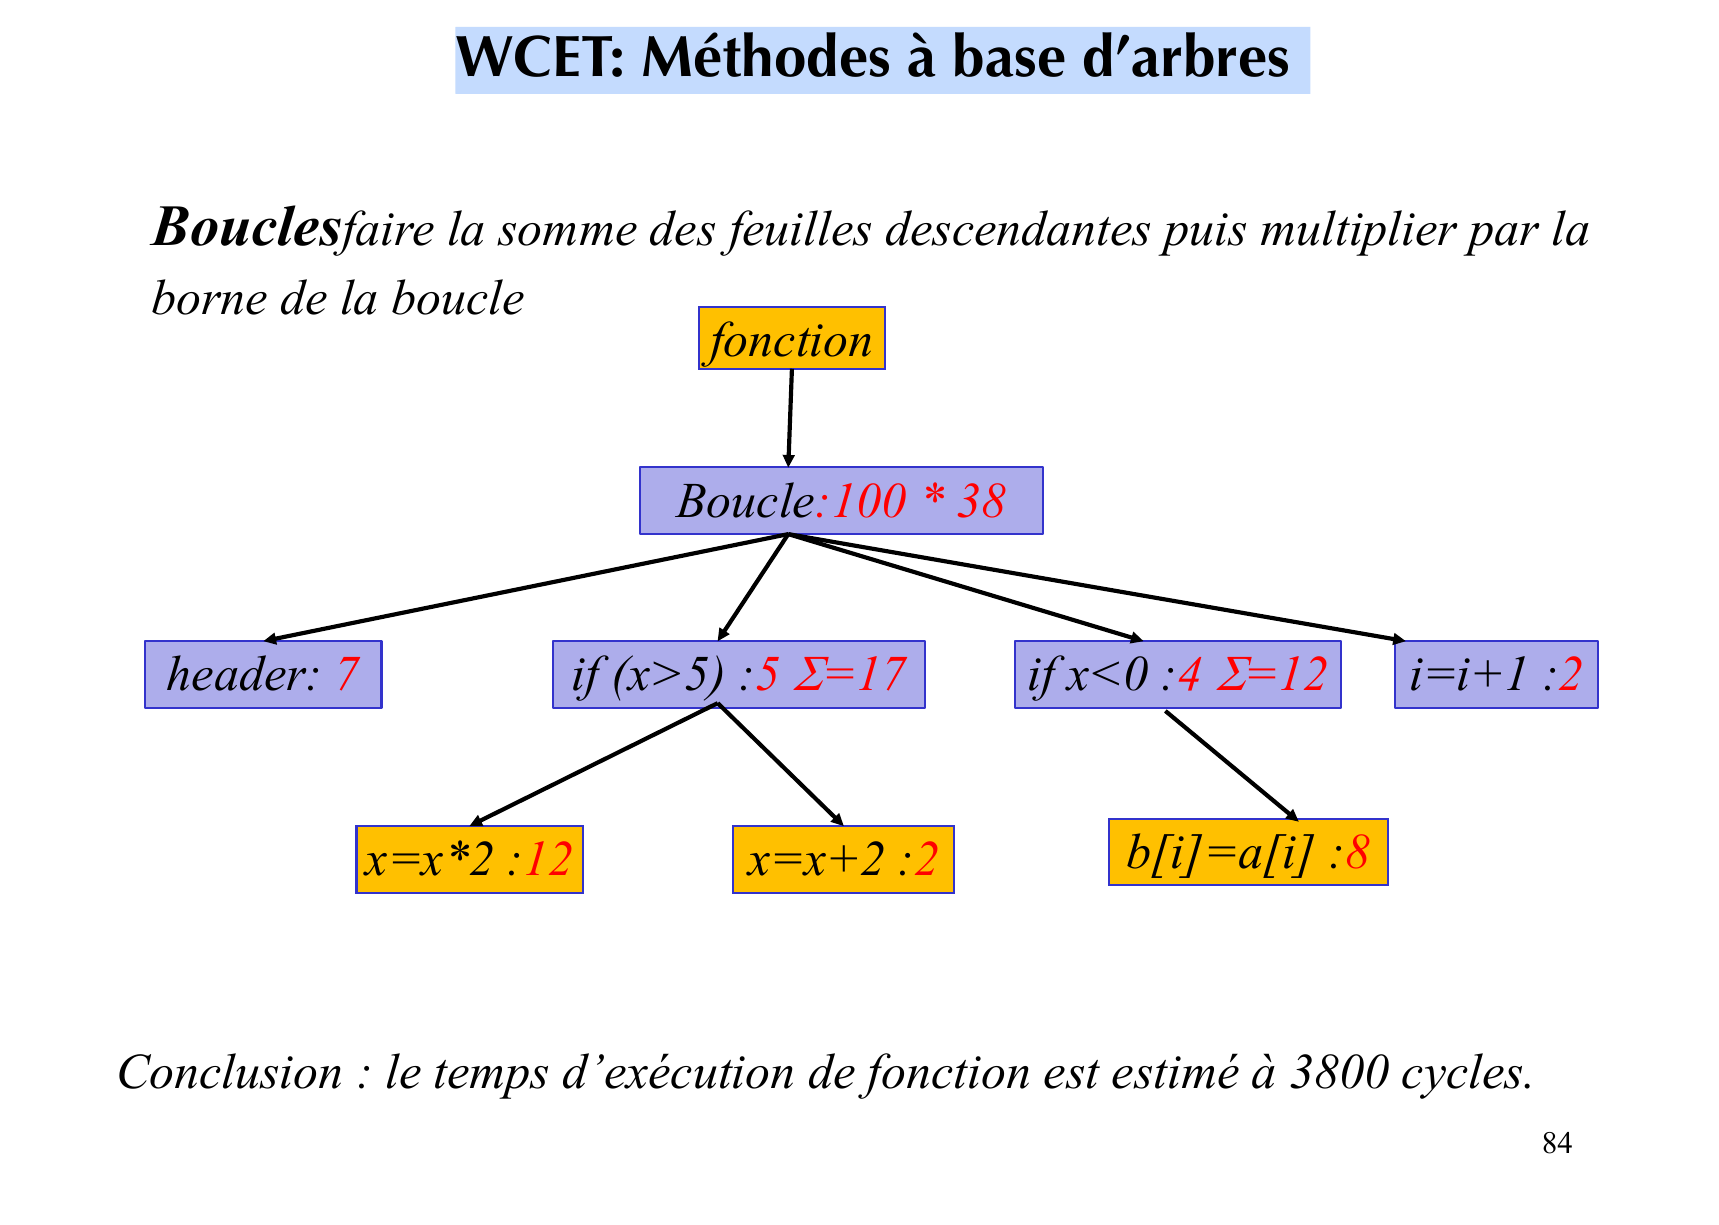 WCET: Méthodes à base d’arbres
Bouclesfaire la somme des feuilles descendantes puis multiplier par la
borne de la boucle
fonction
Boucle:100 * 38
header: 7
if (x>5) :5 Σ=17
if x<0 :4 Σ=12
i=i+1 :2
x=x*2 :12
x=x+2 :2
b[i]=a[i] :8
Conclusion : le temps d’exécution de fonction est estimé à 3800 cycles.
84